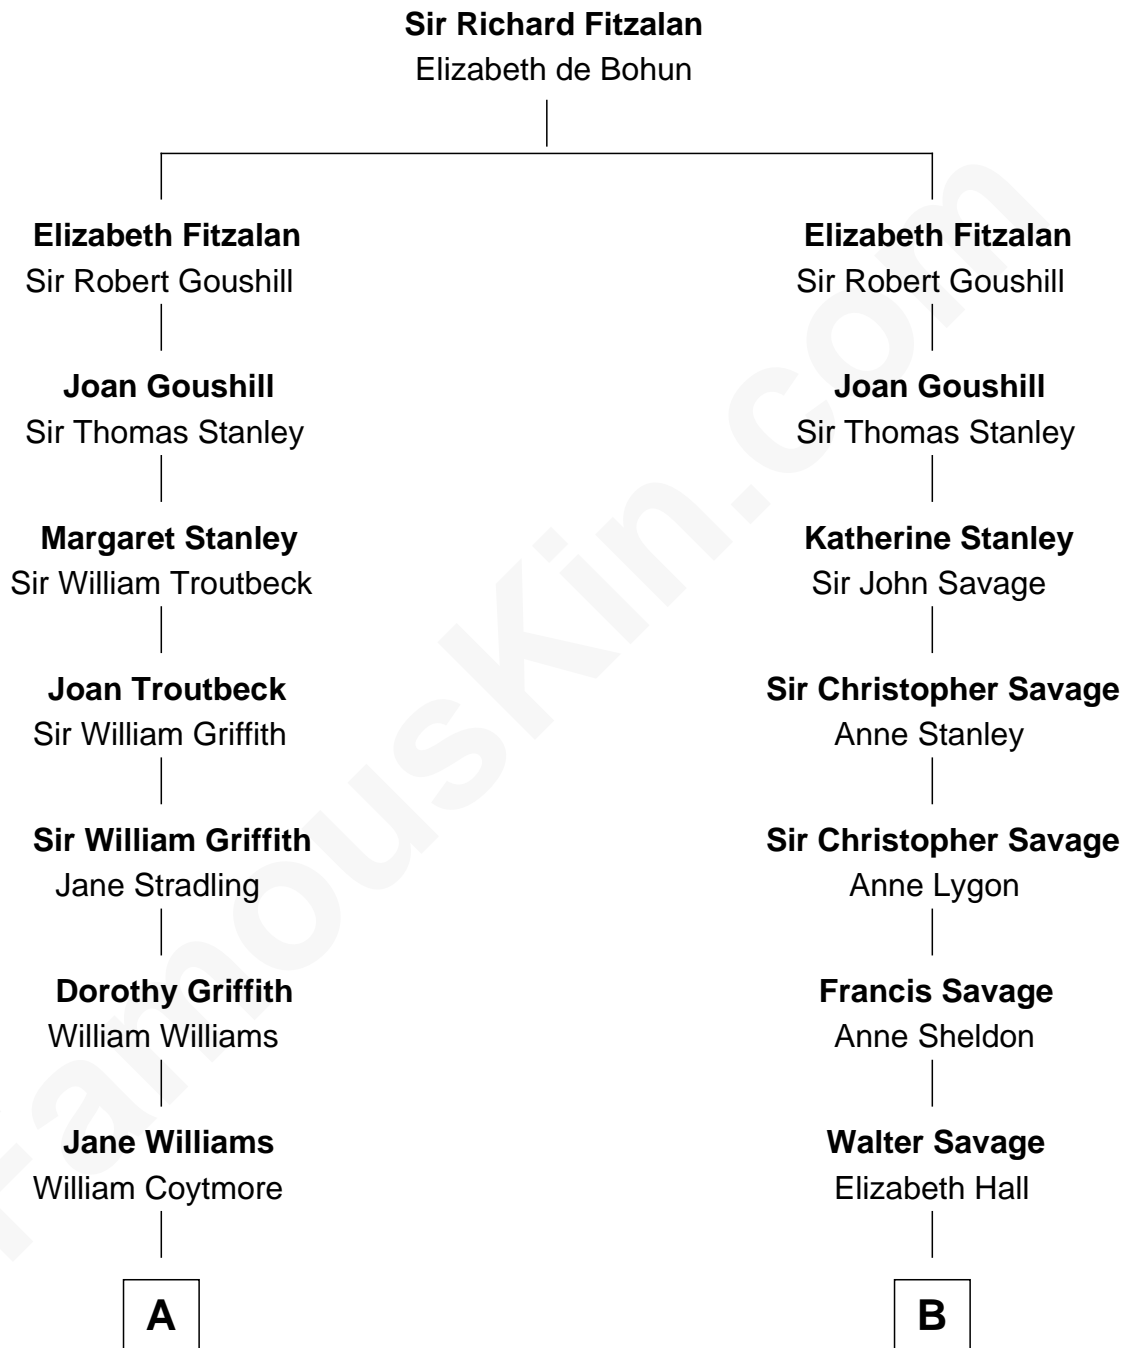 Sir Richard Fitzalan
Elizabeth de Bohun
Elizabeth Fitzalan
Sir Robert Goushill
Joan Goushill
Sir Thomas Stanley
Margaret Stanley
Sir William Troutbeck
Joan Troutbeck
Sir William Griffith
Sir William Griffith
Jane Stradling
Dorothy Griffith
William Williams
Jane Williams
William Coytmore
A
Elizabeth Fitzalan
Sir Robert Goushill
Joan Goushill
Sir Thomas Stanley
Katherine Stanley
Sir John Savage
Sir Christopher Savage
Anne Stanley
Sir Christopher Savage
Anne Lygon
Francis Savage
Anne Sheldon
Walter Savage
Elizabeth Hall
B
FamousKin.com